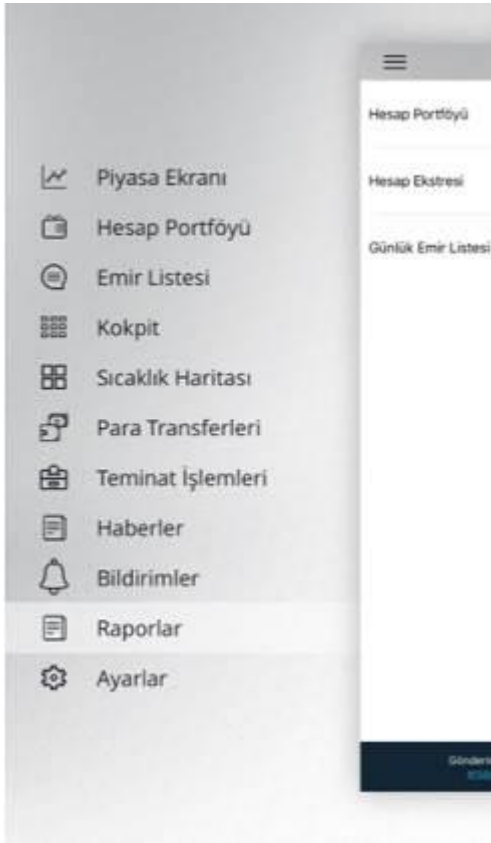 Piyasa Ekranı
Hesap Portföyü
Emir Listesi
Kokpit
Sıcaklık Haritası
Para Transferleri
Teminat İşlemleri
Haberler
Bildirimler
Raporlar
Ayarlar
Hesap Portföyü
Hesap Ekstresi
Günlük Emir Listesi